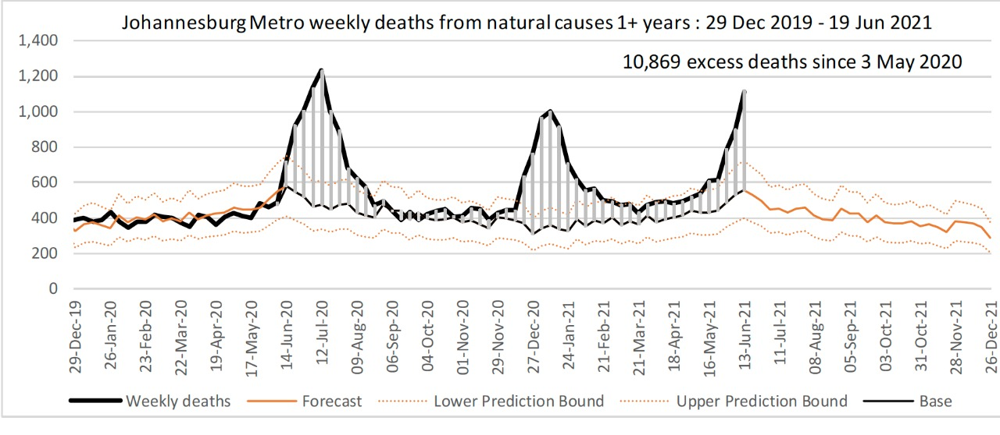 Johannesburg Metro weekly deaths from natural causes 1+ years : 29 Dec 2019 - 19 Jun 2021
10,869 excess deaths since 3 May 2020
1,400
1,200
1,000
800
600
400
200
0
29-Dec-19
26-Jan-20
23-Feb-20
22-Mar-20
19-Apr-20
17-May-20
14-Jun-20
12-Jul-20
09-Aug-20
06-Sep-20
04-Oct-20
01-Nov-20
29-Nov-20
27-Dec-20
24-Jan-21
21-Feb-21
21-Mar-21
18-Apr-21
16-May-21
13-Jun-21
11-Jul-21
08-Aug-21
05-Sep-21
03-Oct-21
31-Oct-21
28-Nov-21
26-Dec-21
Weekly deaths Forecast Lower Prediction Bound Upper Prediction Bound Base